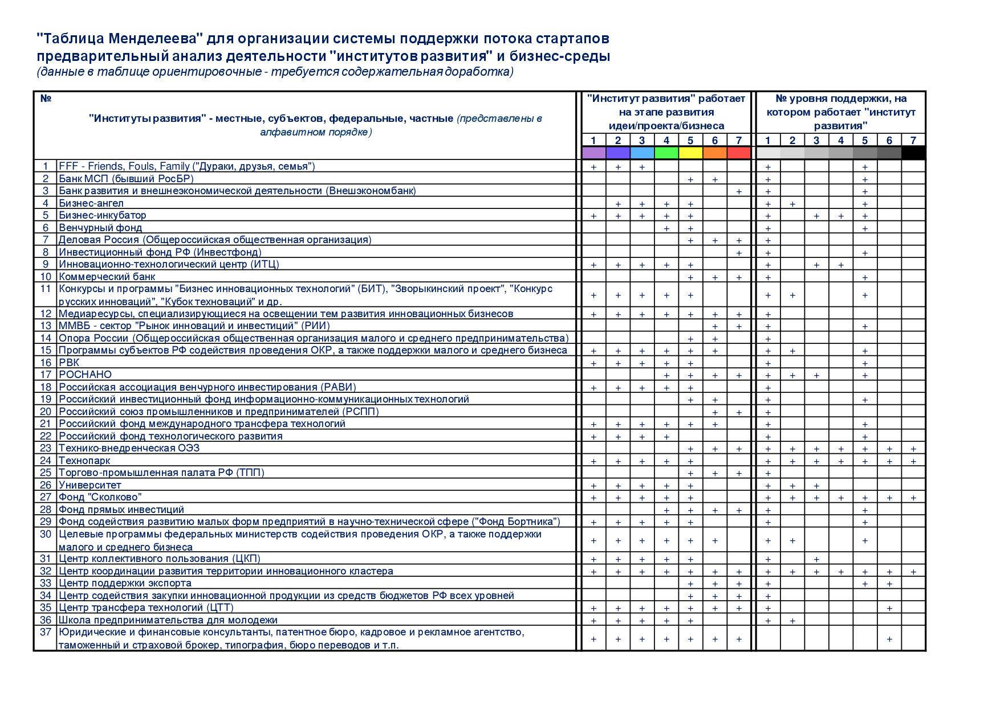 "Таблица Менделеева" для организации системы поддержки потока стартапов
предварительный анализ деятельности "институтов развития" и бизнес-среды
(данные в таблице ориентировочные - требуется содержательная доработка)
№
"Институты развития" - местные, субъектов, федеральные, частные (представлены в
алфавитном порядке)
"Институт развития" работает
на этапе развития
идеи/проекта/бизнеса
№ уровня поддержки, на
котором работает "институт
развития"
1 2 3 4 5 6 7 1 2 3 4 5 6 7
1 FFF - Friends, Fouls, Family ("Дураки, друзья, семья") + + + + +
2 Банк МСП (бывший РосБР) + + + +
3 Банк развития и внешнеэкономической деятельности (Внешэкономбанк) + + +
4 Бизнес-ангел + + + + + + +
5 Бизнес-инкубатор + + + + + + + + +
6 Венчурный фонд + + + +
7 Деловая Россия (Общероссийская общественная организация) + + + +
8 Инвестиционный фонд РФ (Инвестфонд) + + +
9 Инновационно-технологический центр (ИТЦ) + + + + + + + +
10 Коммерческий банк + + + + +
11 Конкурсы и программы "Бизнес инновационных технологий" (БИТ), "Зворыкинский проект", "Конкурс
русских инноваций", "Кубок техноваций" и др. + + + + + + + +
12 Медиаресурсы, специализирующиеся на освещении тем развития инновационных бизнесов + + + + + + + +
13 ММВБ - сектор "Рынок инноваций и инвестиций" (РИИ) + + + +
14 Опора России (Общероссийская общественная организация малого и среднего предпринимательства) + + +
15 Программы субъектов РФ содействия проведения ОКР, а также поддержки малого и среднего бизнеса + + + + + + + + +
16 РВК + + + + + + +
17 РОСНАНО + + + + + + + +
18 Российская ассоциация венчурного инвестирования (РАВИ) + + + + + +
19 Российский инвестиционный фонд информационно-коммуникационных технологий + + + +
20 Российский союз промышленников и предпринимателей (РСПП) + + +
21 Российский фонд международного трансфера технологий + + + + + + + +
22 Российский фонд технологического развития + + + + + +
23 Технико-внедренческая ОЭЗ + + + + + + + + + +
24 Технопарк + + + + + + + + + + + +
25 Торгово-промышленная палата РФ (ТПП) + + + +
26 Университет + + + + + + + +
27 Фонд "Сколково" + + + + + + + + + + + +
28 Фонд прямых инвестиций + + + + + +
29 Фонд содействия развитию малых форм предприятий в научно-технической сфере ("Фонд Бортника") + + + + + + +
30 Целевые программы федеральных министерств содействия проведения ОКР, а также поддержки
малого и среднего бизнеса + + + + + + + + +
31 Центр коллективного пользования (ЦКП) + + + + + + +
32 Центр координации развития территории инновационного кластера + + + + + + + + + + + + + +
33 Центр поддержки экспорта + + + + + +
34 Центр содействия закупки инновационной продукции из средств бюджетов РФ всех уровней + + + +
35 Центр трансфера технологий (ЦТТ) + + + + + + + + +
36 Школа предпринимательства для молодежи + + + + + + +
37 Юридические и финансовые консультанты, патентное бюро, кадровое и рекламное агентство,
таможенный и страховой брокер, типография, бюро переводов и т.п. + + + + + + + +